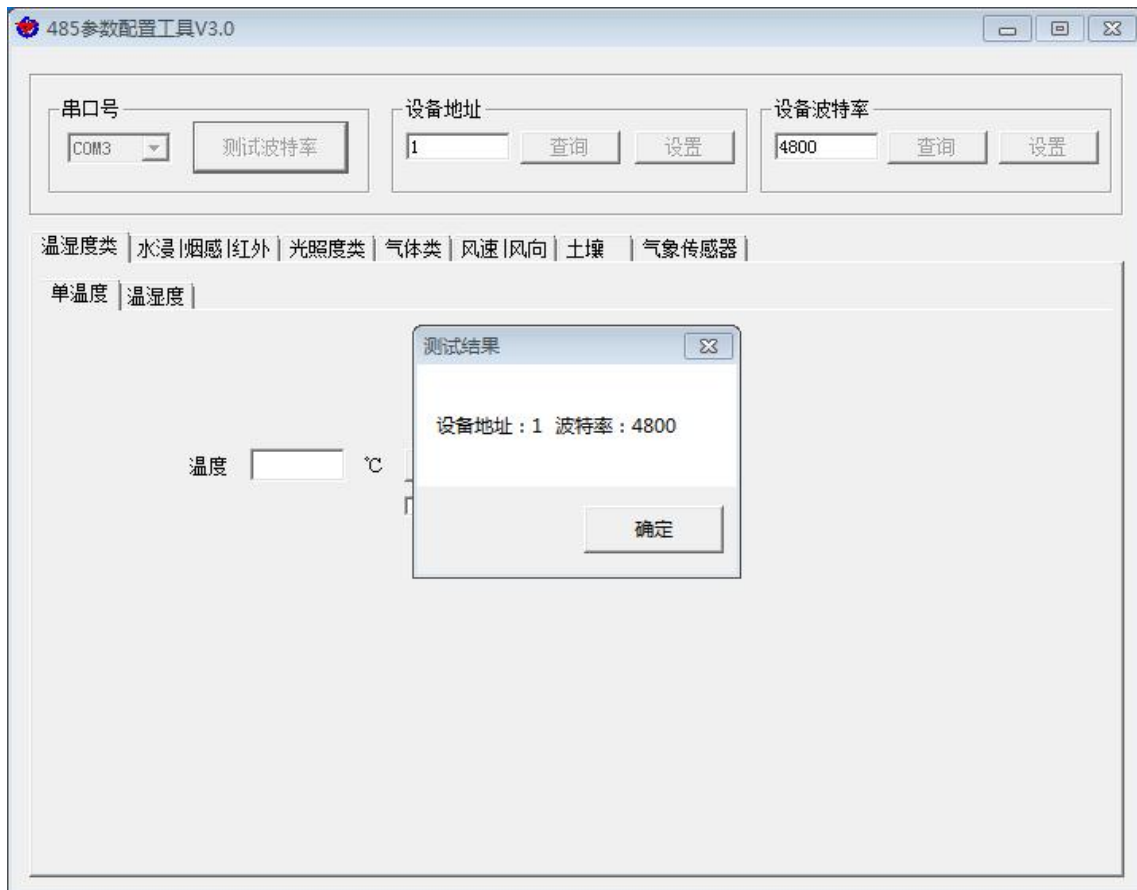 485参数配置工具V3.0
串口号 设备地址 设备波特率
COM3 测试波特率 1 查询 设置 4800 查询 设置
温湿度类 水浸|烟感|红外 光照度类 气体类 风速|风向 土壤 气象传感器
单温度 温湿度
测试结果
设备地址：1 波特率：4800
温度 ℃
确定